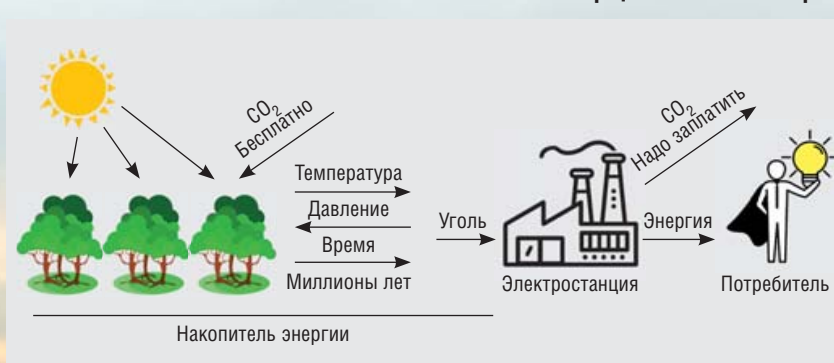 CO₂
Бесплатно
Температура
Давление
Время
Миллионы лет
Уголь
Электростанция
CO₂
Надо заплатить
Энергия
Потребитель
Накопитель энергии